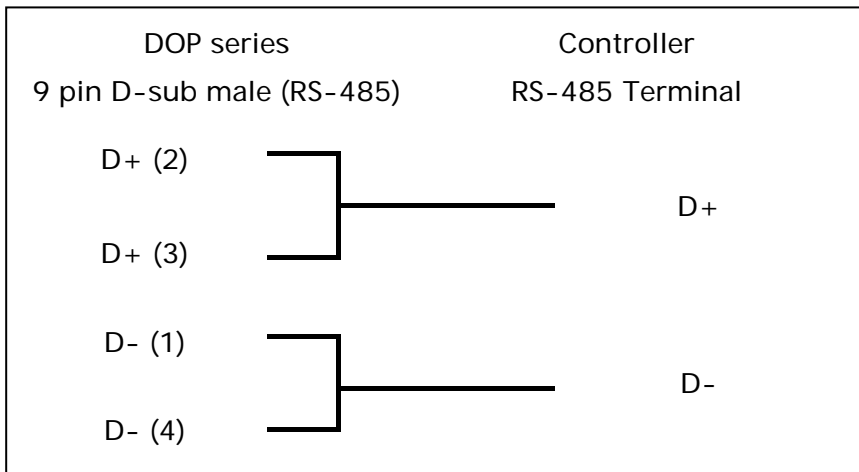 DOP series Controller
9 pin D-sub male (RS-485) RS-485 Terminal
D+ (2)
D+
D+ (3)
D- (1)
D-
D- (4)